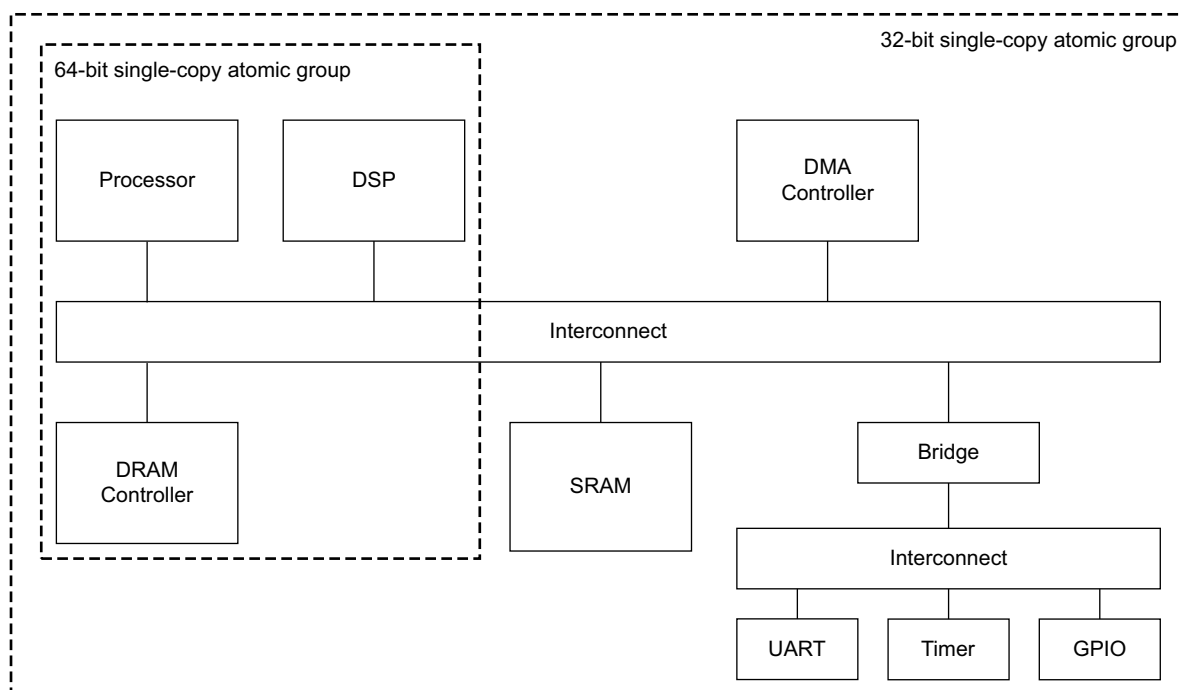 32-bit single-copy atomic group
64-bit single-copy atomic group
Processor
DSP
DMA
Controller
Interconnect
DRAM
Controller
SRAM
Bridge
Interconnect
UART
Timer
GPIO